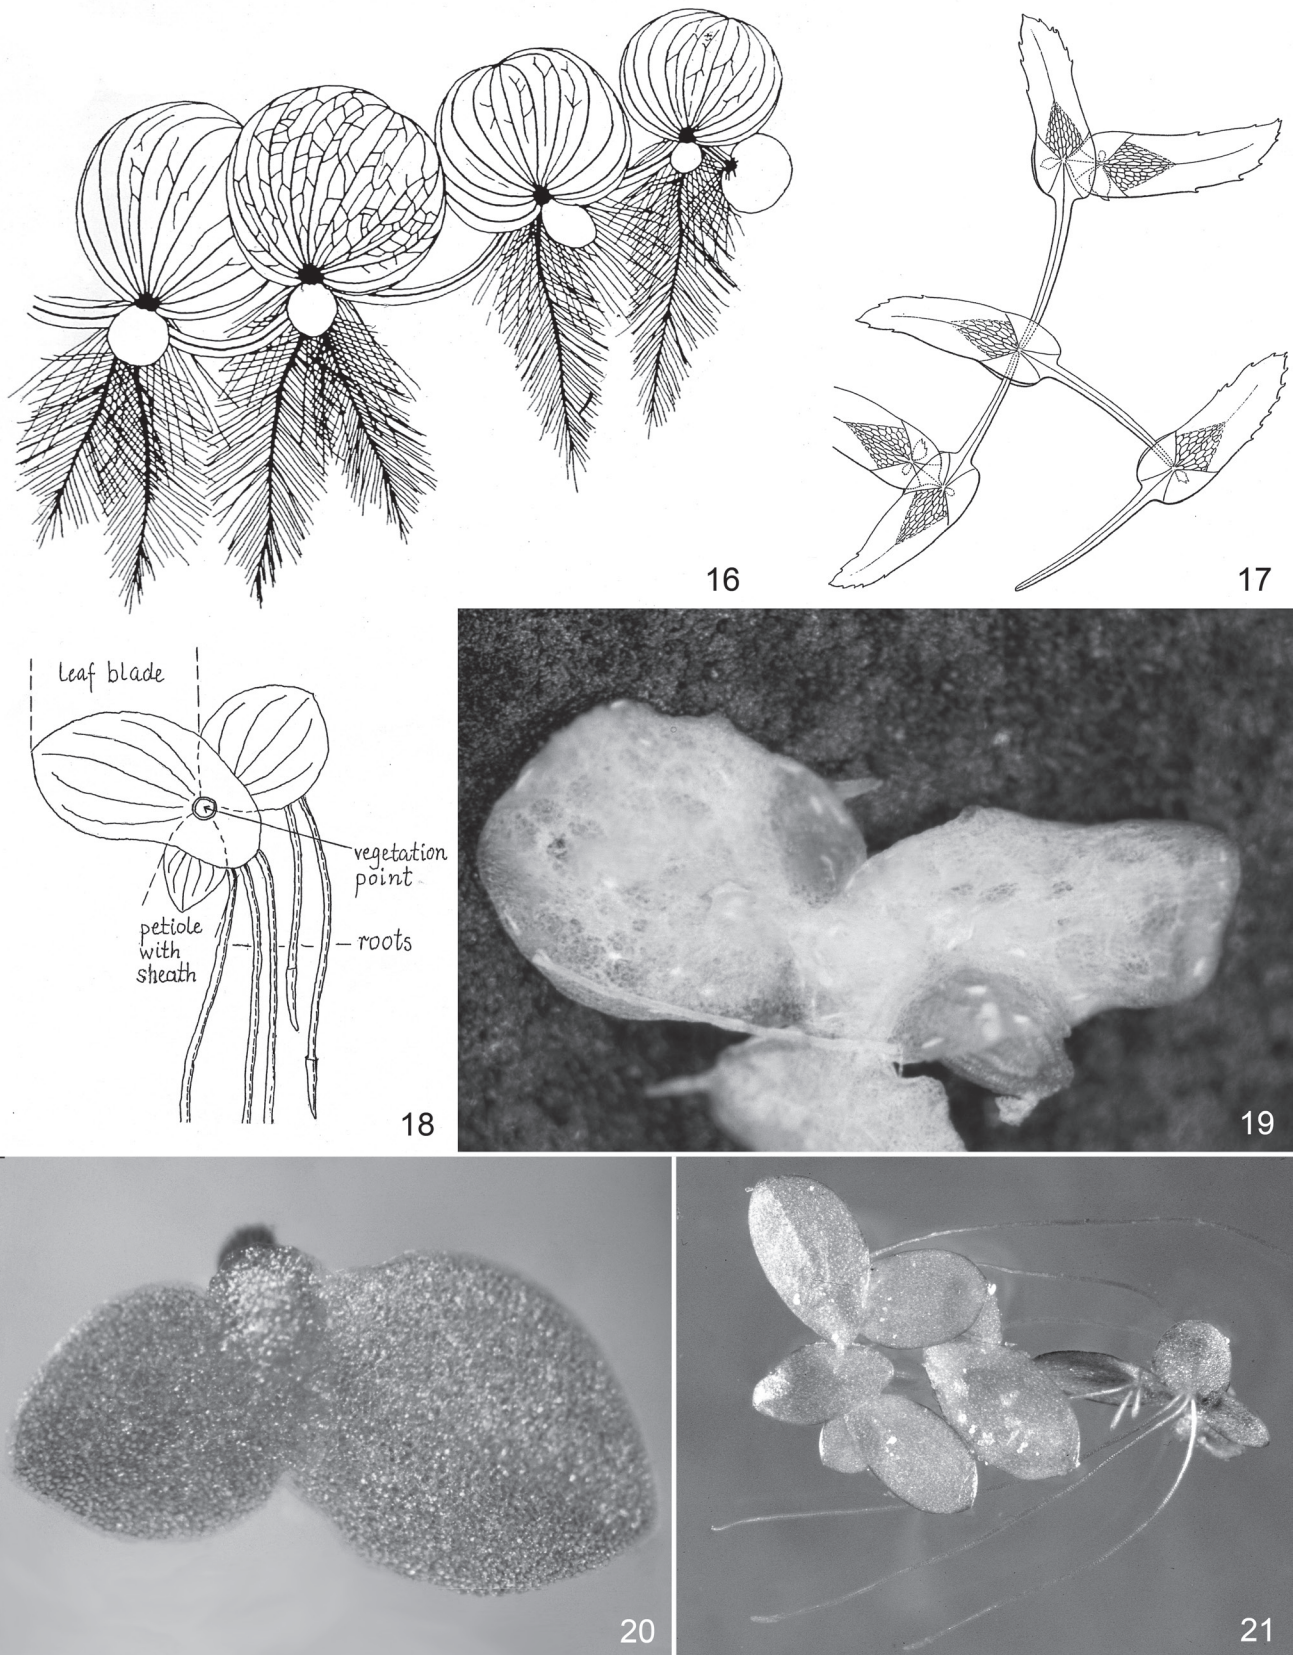 16
17
leaf blade
vegetation
point
petiole
with
sheath
roots
18
19
20
21